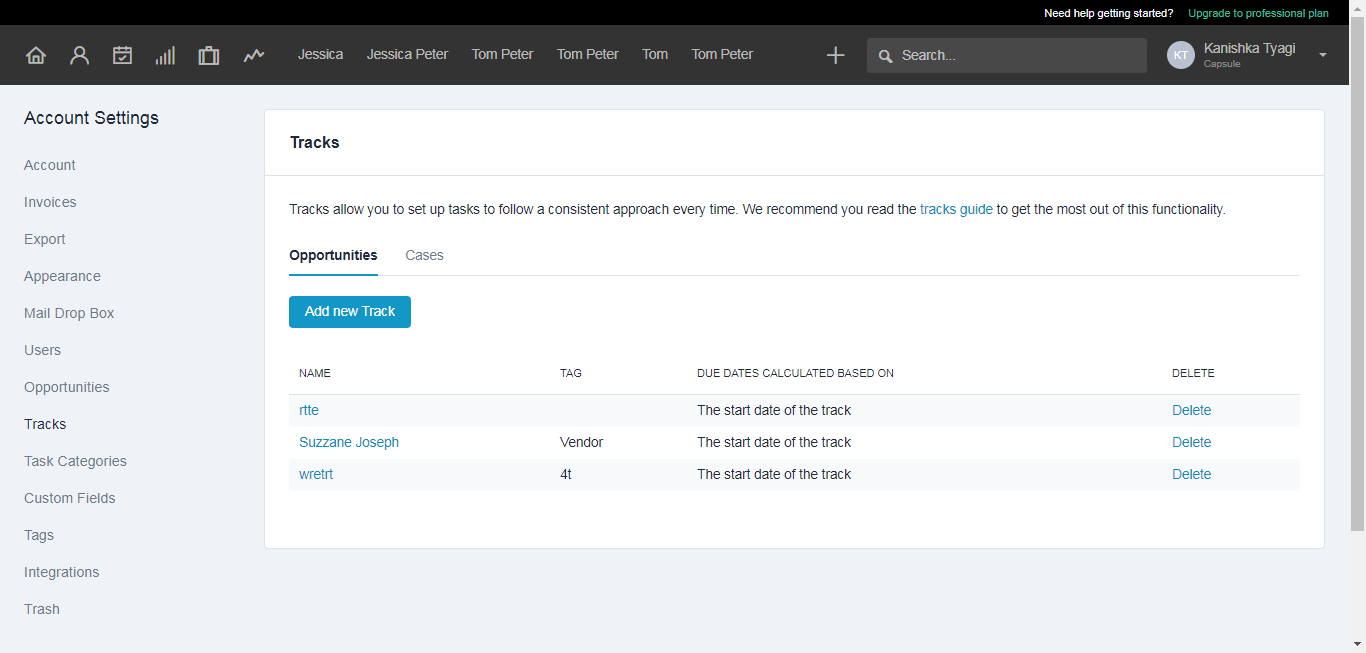 Need help getting started? Upgrade to professional plan
Jessica Jessica Peter Tom Peter Tom Peter Tom Tom Peter Search... KT Kanishka Tyagi
Capsule
Account Settings
Account
Invoices
Export
Appearance
Mail Drop Box
Users
Opportunities
Tracks
Task Categories
Custom Fields
Tags
Integrations
Trash
Tracks
Tracks allow you to set up tasks to follow a consistent approach every time. We recommend you read the tracks guide to get the most out of this functionality.
Opportunities Cases
Add new Track
NAME TAG DUE DATES CALCULATED BASED ON DELETE
rtte The start date of the track Delete
Suzzane Joseph Vendor The start date of the track Delete
wretrt 4t The start date of the track Delete